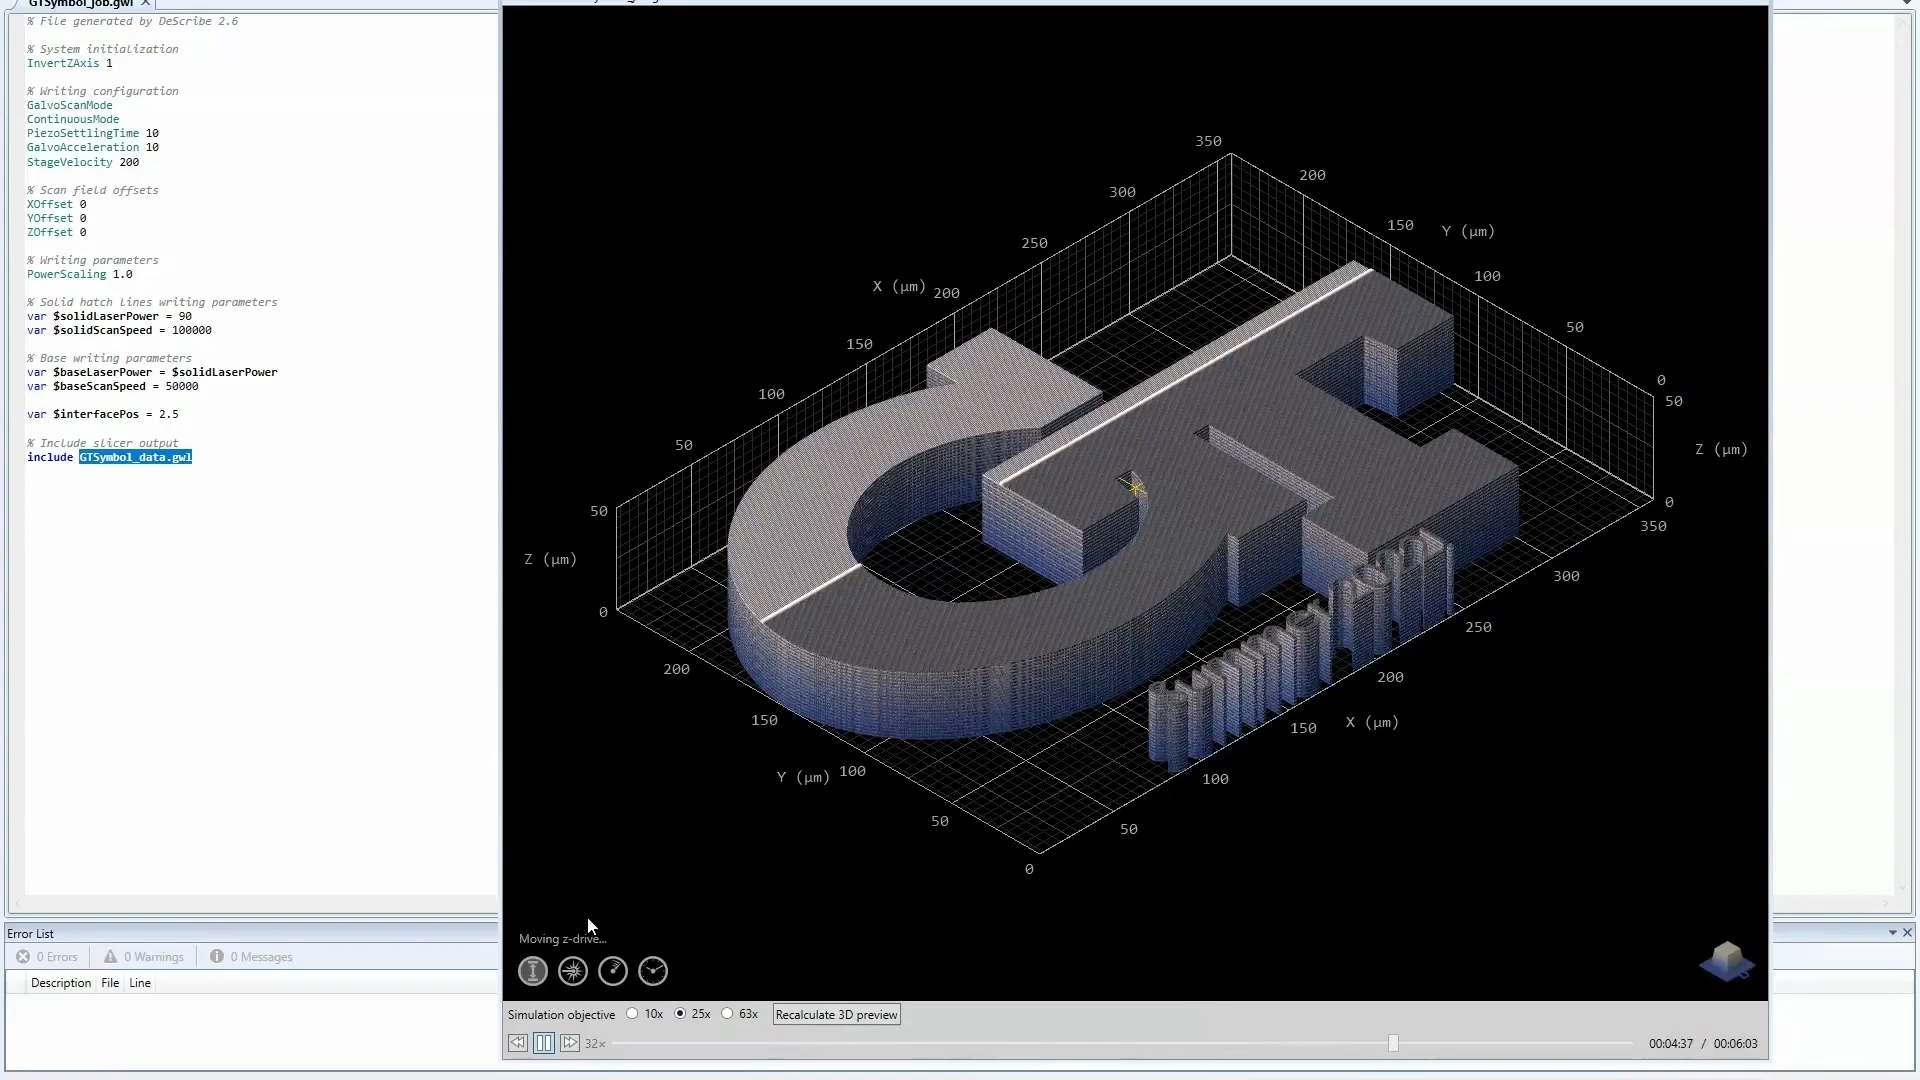 GTSymbol_job.gwl
% File generated by DeScribe 2.6
% System initialization
InvertZAxis 1
% Writing configuration
GalvoScanMode
ContinuousMode
PiezoSettlingTime 10
GalvoAcceleration 10
StageVelocity 200
% Scan field offsets
XOffset 0
YOffset 0
ZOffset 0
% Writing parameters
PowerScaling 1.0
% Solid hatch lines writing parameters
var $solidLaserPower = 90
var $solidScanSpeed = 100000
% Base writing parameters
var $baseLaserPower = $solidLaserPower
var $baseScanSpeed = 50000
var $interfacePos = 2.5
% Include slicer output
include GTSymbol_data.gwl
350
200
300
150
Y (µm)
250
100
X (µm)
200
50
150
0
100
50
50
Z (µm)
50
0
350
Z (µm)
300
0
250
200
200
150
X (µm)
150
Y (µm)
100
100
50
50
0
Moving z-drive...
Simulation objective 10x 25x 63x Recalculate 3D preview
32x 00:04:37 / 00:06:03
Error List
0 Errors 0 Warnings 0 Messages
Description File Line